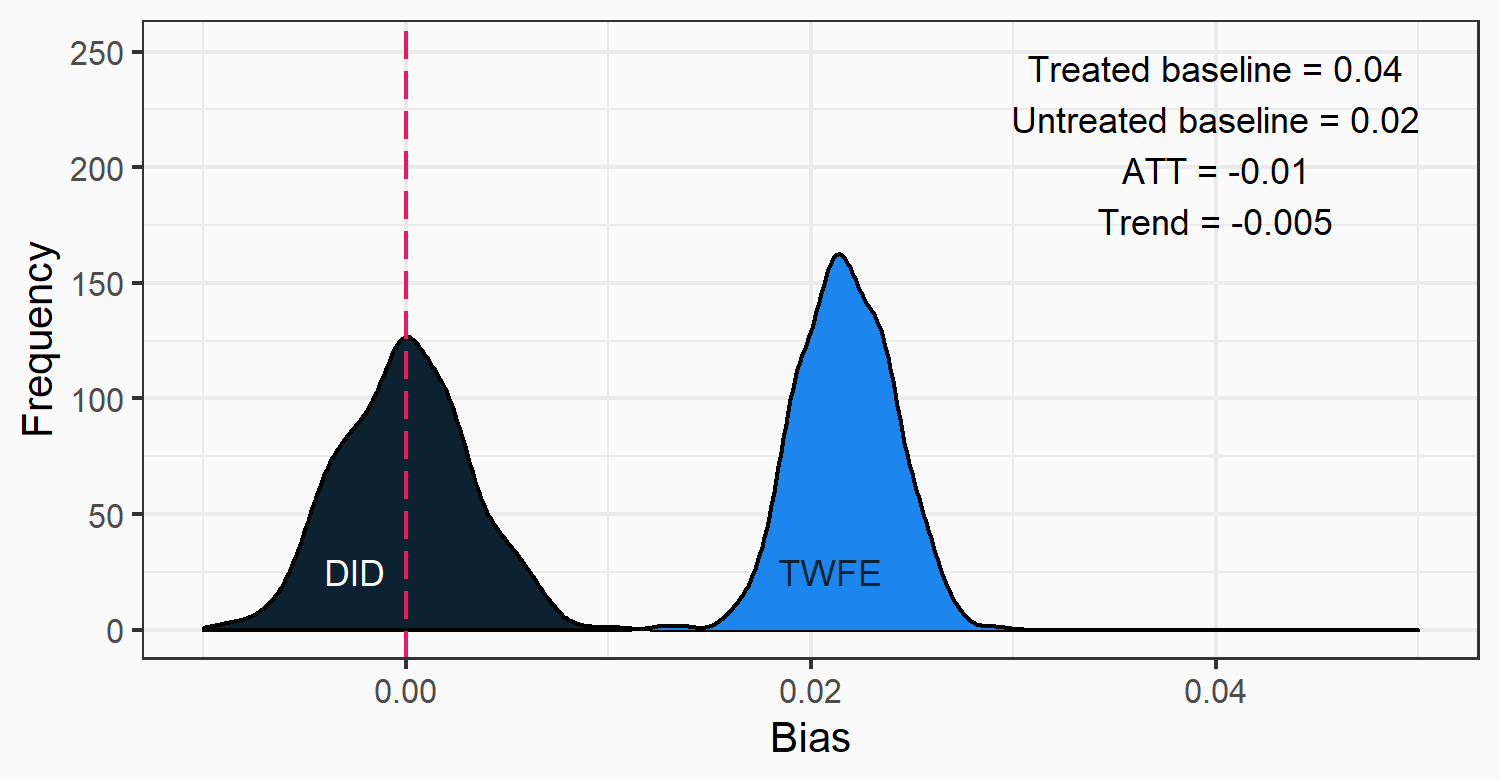 250
200
150
100
50
0
Frequency
Treated baseline = 0.04
Untreated baseline = 0.02
ATT = -0.01
Trend = -0.005
DID
TWFE
0.00
0.02
0.04
Bias